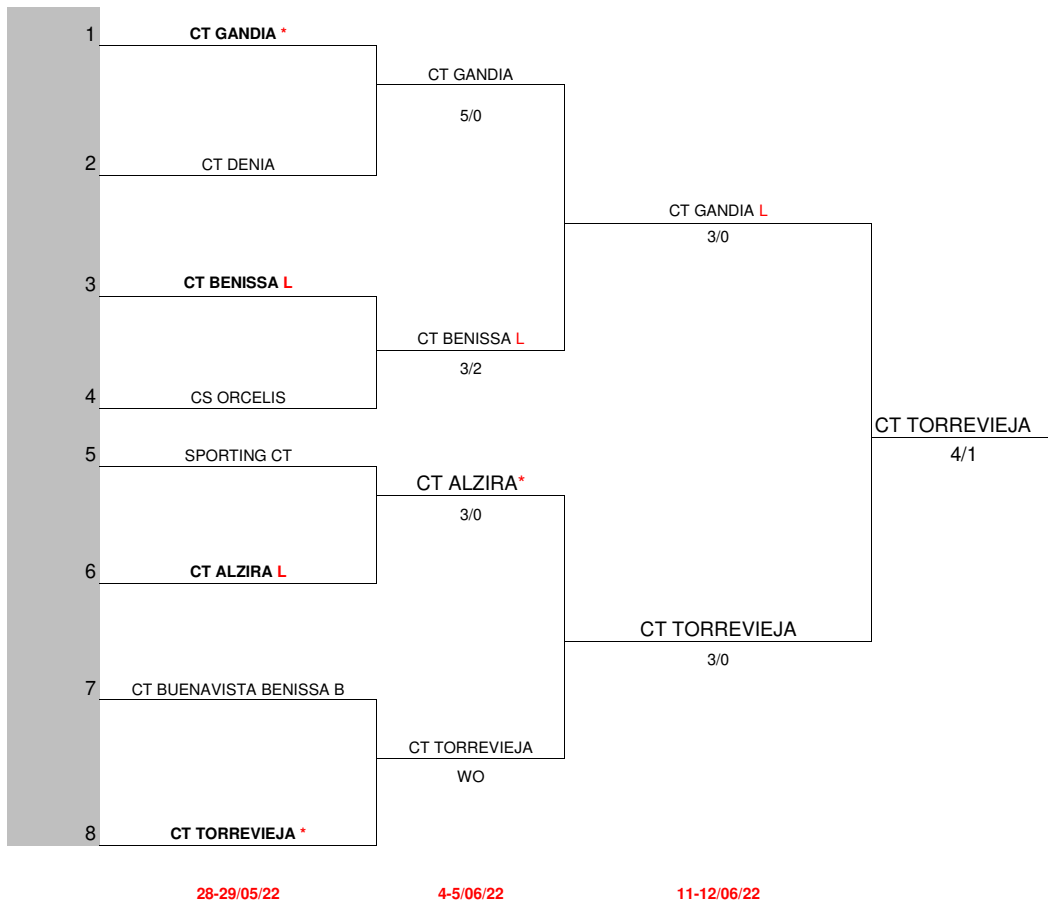 1 CT GANDIA *
CT GANDIA
5/0
2 CT DENIA
CT GANDIA L
3/0
3 CT BENISSA L
CT BENISSA L
3/2
4 CS ORCELIS
CT TORREVIEJA
4/1
5 SPORTING CT
CT ALZIRA*
3/0
6 CT ALZIRA L
CT TORREVIEJA
3/0
7 CT BUENAVISTA BENISSA B
CT TORREVIEJA
WO
8 CT TORREVIEJA *
28-29/05/22 4-5/06/22 11-12/06/22